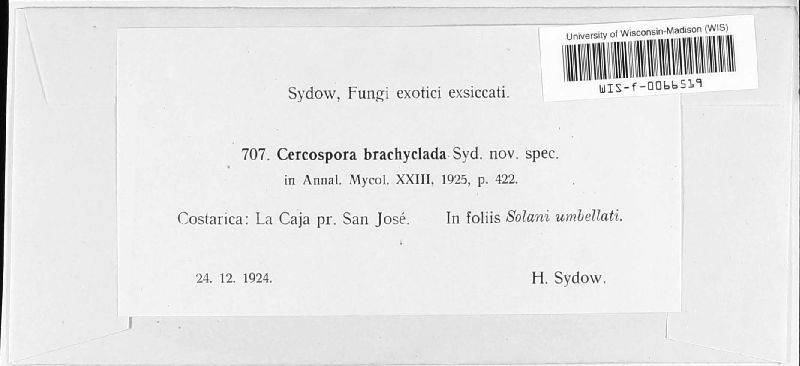 University of Wisconsin-Madison (WIS)
WIS-f-0066519
Sydow, Fungi exotici exsiccati.
707. Cercospora brachyclada Syd. nov. spec.
in Annal. Mycol. XXIII, 1925, p. 422.
Costarica: La Caja pr. San José. In foliis Solani umbellati.
24. 12. 1924. H. Sydow.